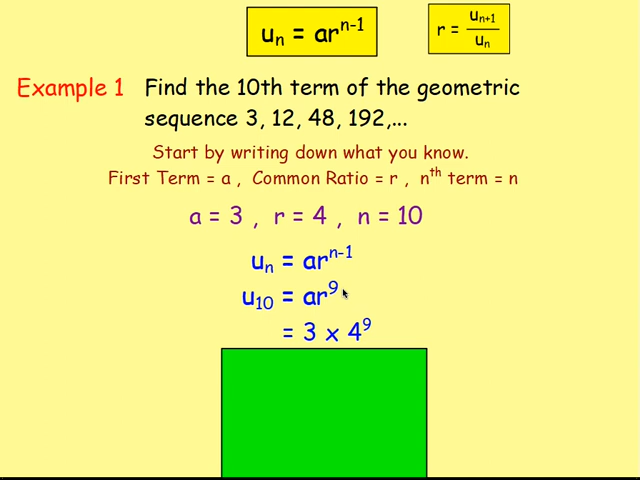 uₙ = arⁿ⁻¹
r = uₙ₊₁/uₙ
Example 1 Find the 10th term of the geometric
sequence 3, 12, 48, 192,...
Start by writing down what you know.
First Term = a , Common Ratio = r , nᵗʰ term = n
a = 3 , r = 4 , n = 10
uₙ = arⁿ⁻¹
u₁₀ = ar⁹
= 3 x 4⁹